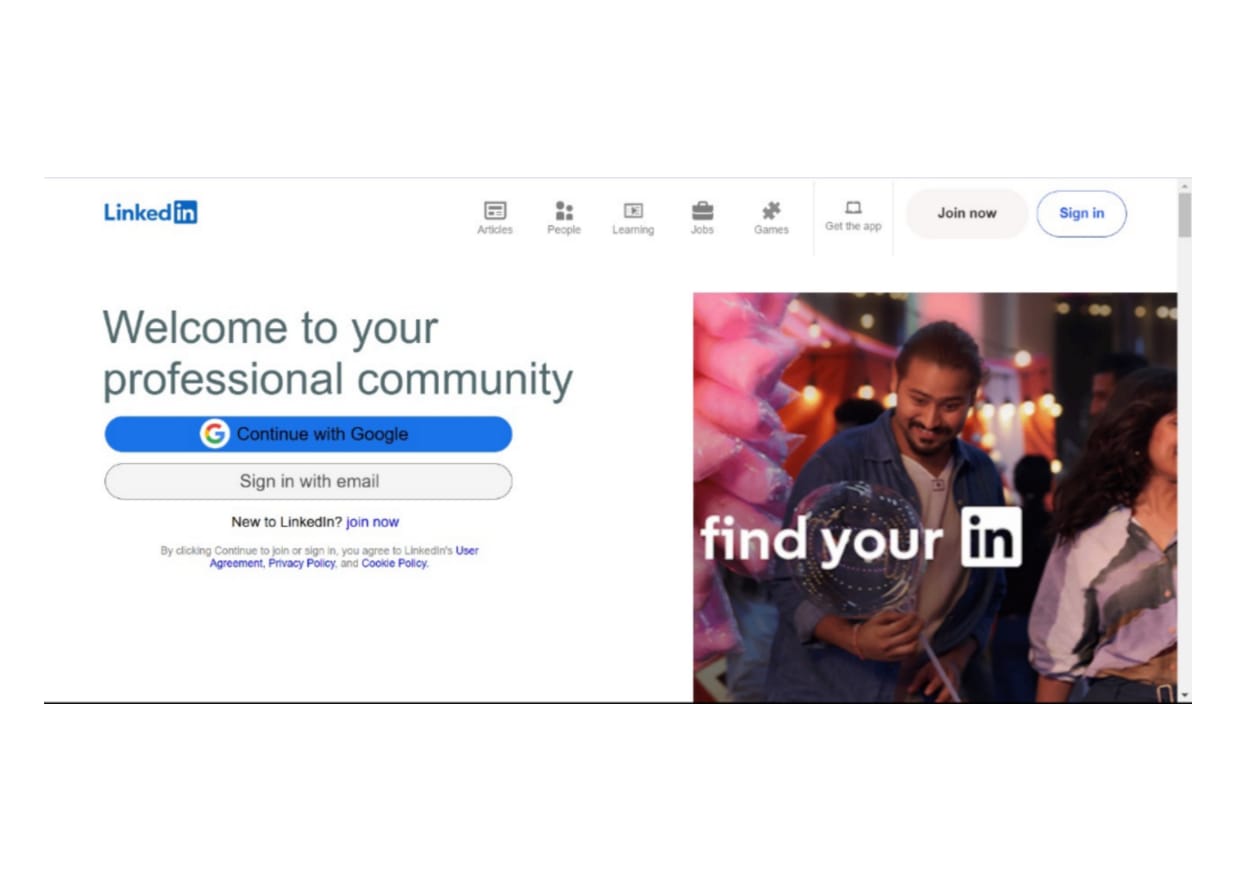 Linked in
Articles
People
Learning
Jobs
Games
Get the app
Join now
Sign in
Welcome to your
professional community
Continue with Google
Sign in with email
New to LinkedIn? join now
By clicking Continue to join or sign in, you agree to LinkedIn's User
Agreement, Privacy Policy, and Cookie Policy.
find your in